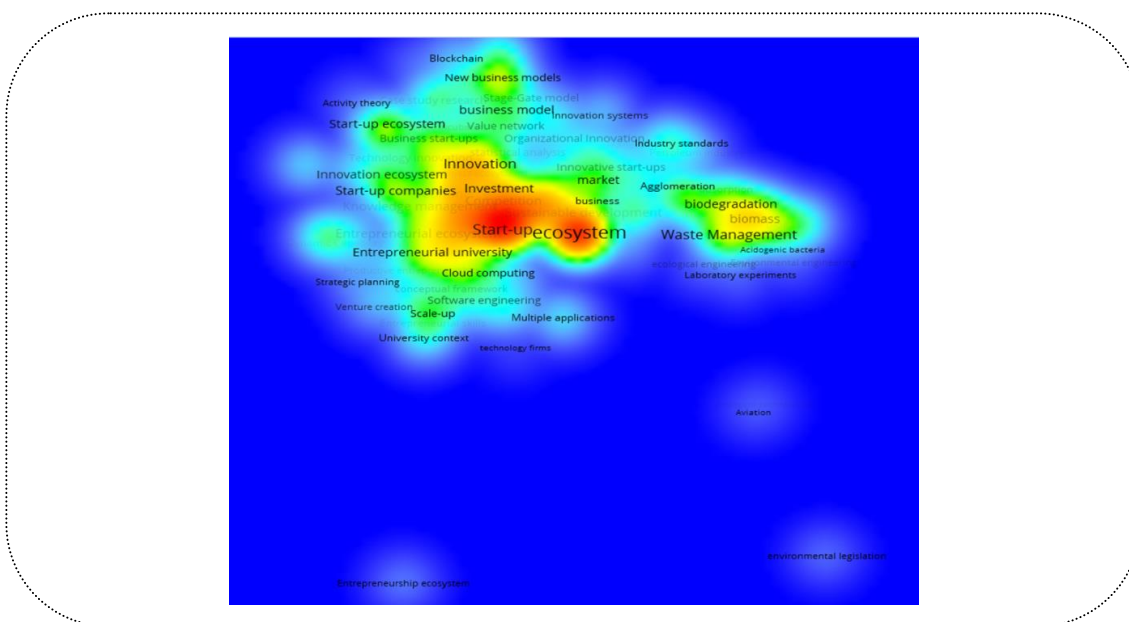 Blockchain
New business models
Stage-Gate model
Activity theory
business model
Innovation systems
Start-up ecosystem
Value network
Business start-ups
Organizational Innovation
Industry standards
Innovation
Innovative start-ups
Innovation ecosystem
market
Start-up companies
Investment
Agglomeration
business
biodegradation
biomass
Start-up
ecosystem
Waste Management
Entrepreneurial university
Acidogenic bacteria
Cloud computing
Laboratory experiments
Strategic planning
conceptual framework
Software engineering
Venture creation
Scale-up
Multiple applications
University context
technology firms
Aviation
environmental legislation
Entrepreneurship ecosystem